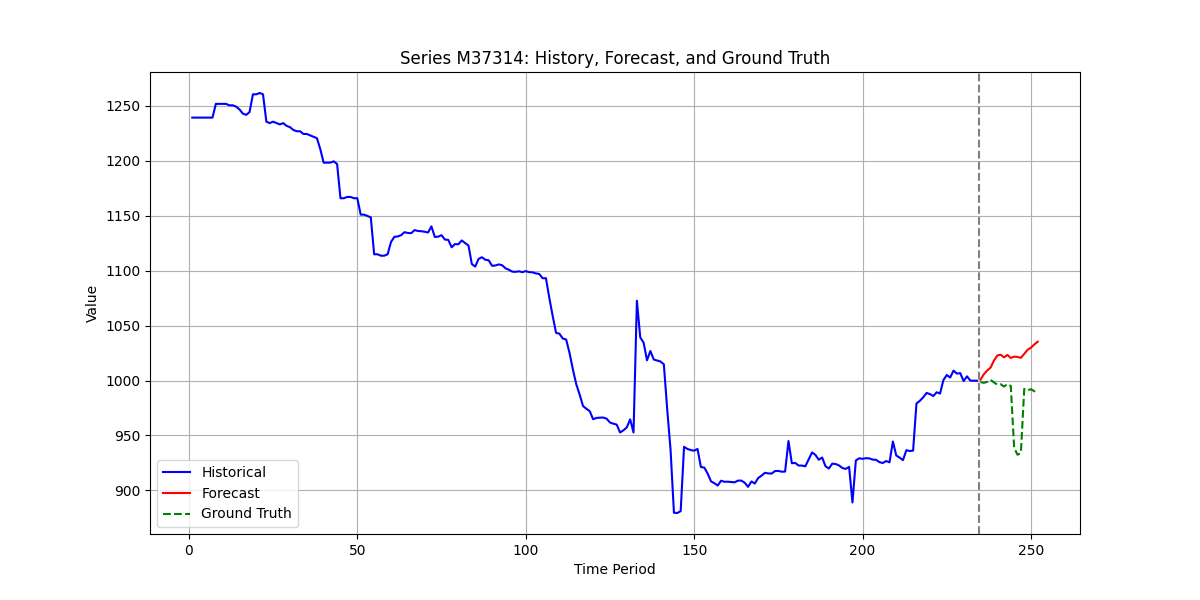 Series M37314: History, Forecast, and Ground Truth
Value
1250
1200
1150
1100
1050
1000
950
900
Historical
Forecast
Ground Truth
0 50 100 150 200 250
Time Period